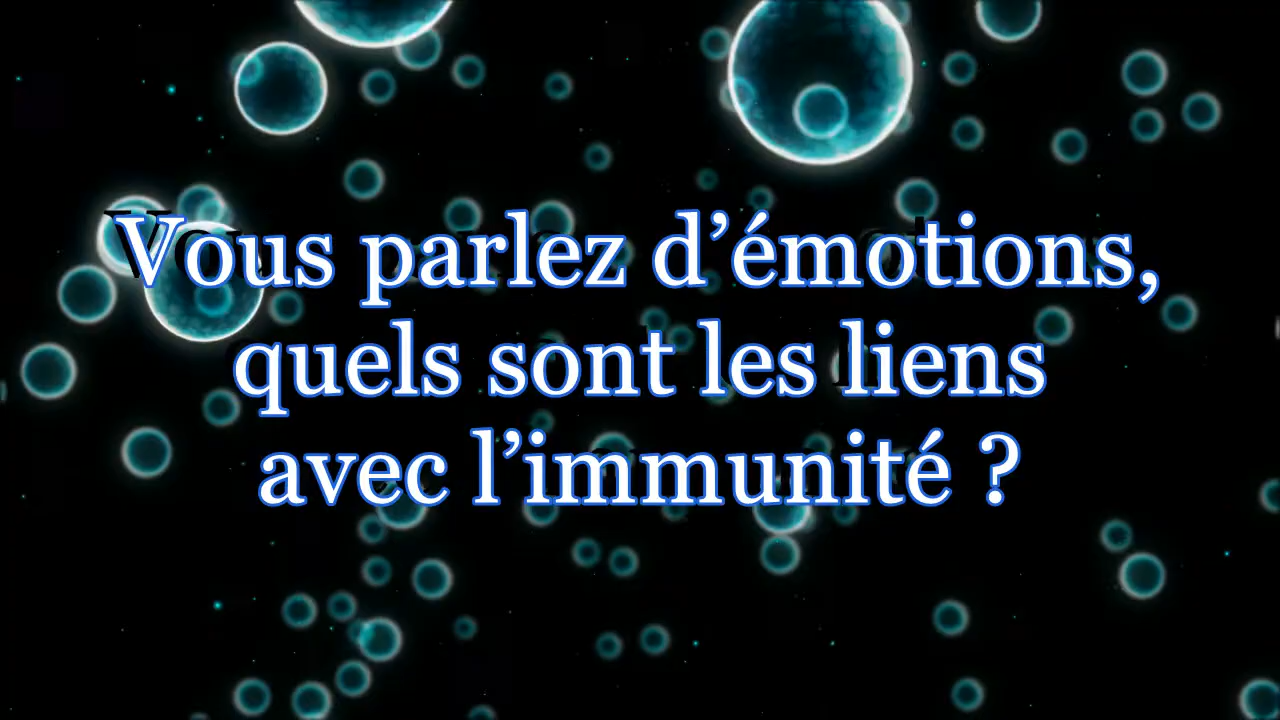 Vous parlez d’émotions,
quels sont les liens
avec l’immunité ?